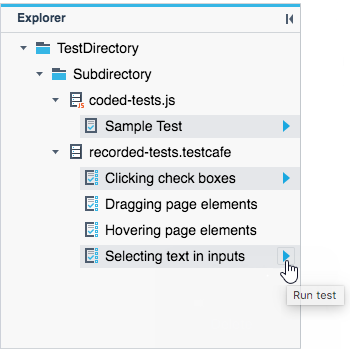 Explorer
TestDirectory
Subdirectory
coded-tests.js
Sample Test
recorded-tests.testcafe
Clicking check boxes
Dragging page elements
Hovering page elements
Selecting text in inputs
Run test